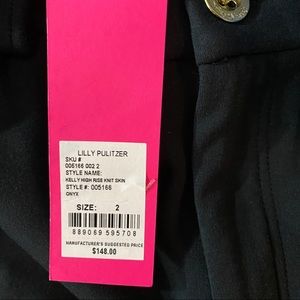 LILLY PULITZER
SKU #
005166 002 2
STYLE NAME:
KELLY HIGH RISE KNIT SKIN
STYLE #: 005166
ONYX
SIZE: 2
889069 595708
MANUFACTURER'S SUGGESTED PRICE
$148.00